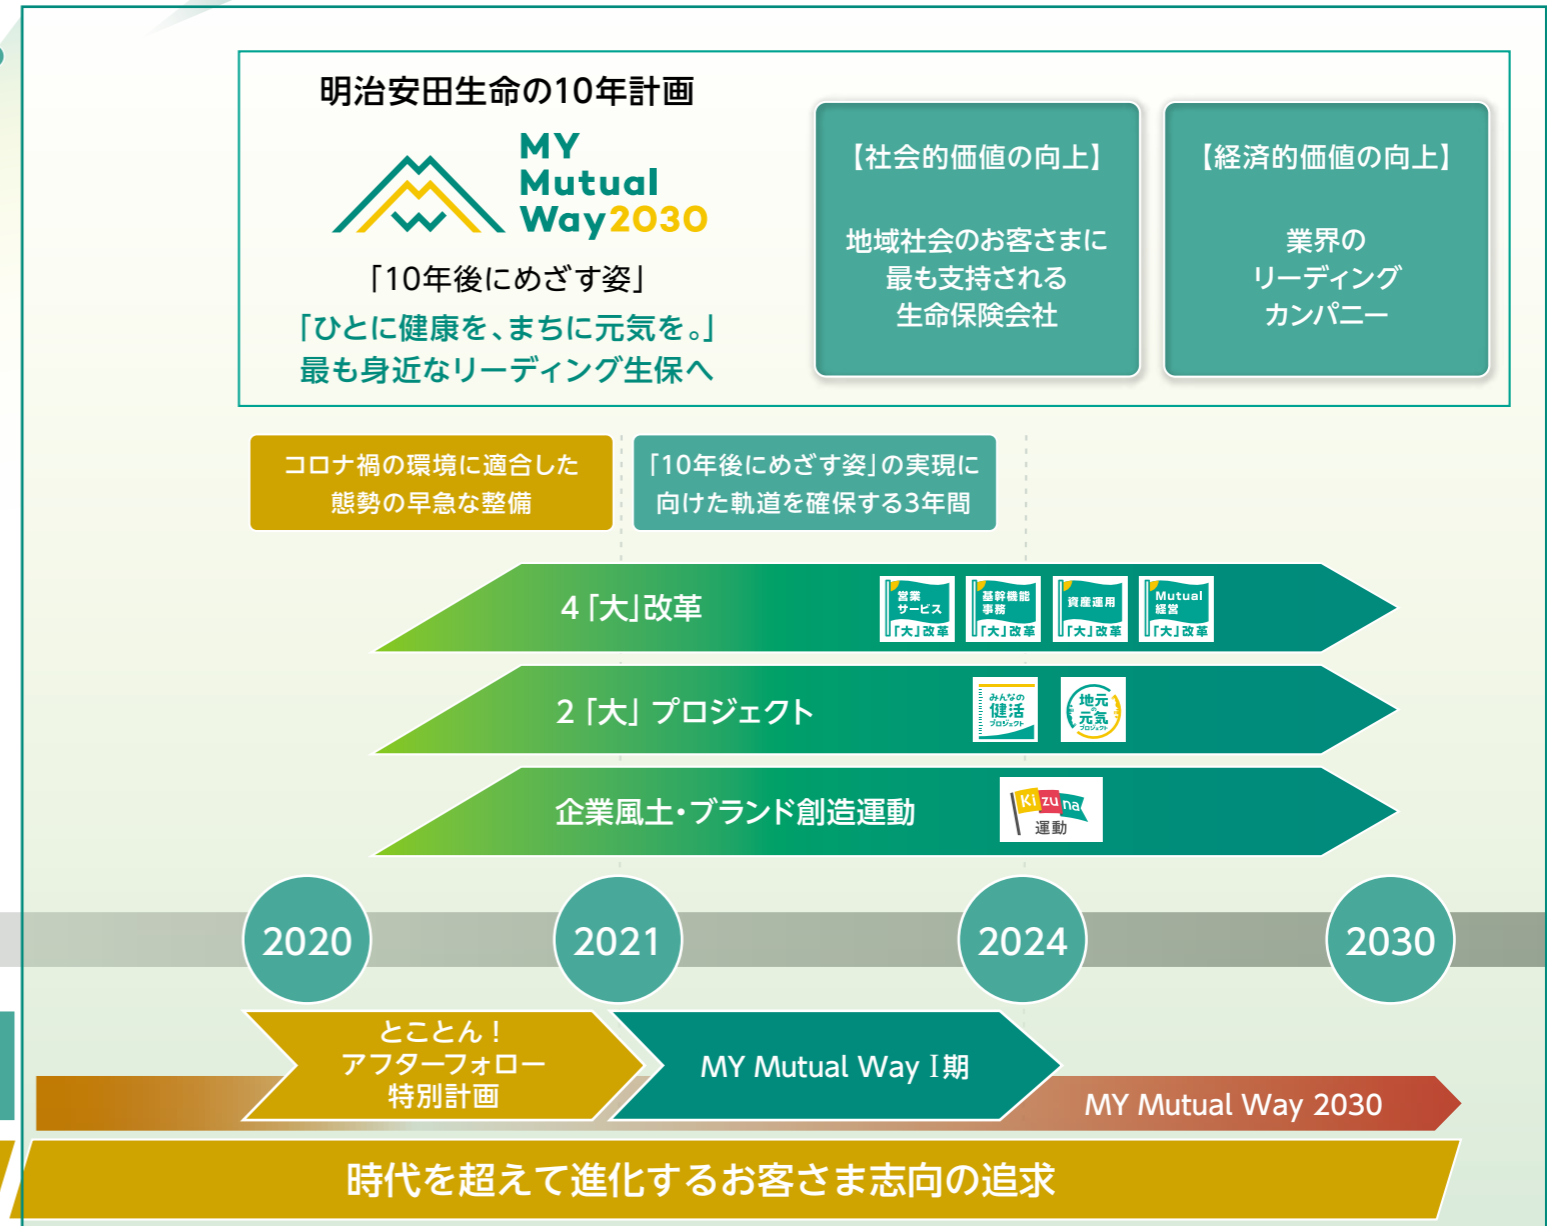 明治安田生命の10年計画
MY
Mutual
Way2030
「10年後にめざす姿」
「ひとに健康を、まちに元気を。」
最も身近なリーディング生保へ
【社会的価値の向上】
地域社会のお客さまに
最も支持される
生命保険会社
【経済的価値の向上】
業界の
リーディング
カンパニー
コロナ禍の環境に適合した
態勢の早急な整備
「10年後にめざす姿」の実現に
向けた軌道を確保する3年間
4「大」改革
営業
サービス
「大」改革
基幹機能
事務
「大」改革
資産運用
「大」改革
Mutual
経営
「大」改革
2「大」プロジェクト
みんなの
健活
プロジェクト
地元
の
元気
プロジェクト
企業風土・ブランド創造運動
Kizuna
運動
2020
2021
2024
2030
とことん！
アフターフォロー
特別計画
MY Mutual Way Ⅰ期
MY Mutual Way 2030
時代を超えて進化するお客さま志向の追求